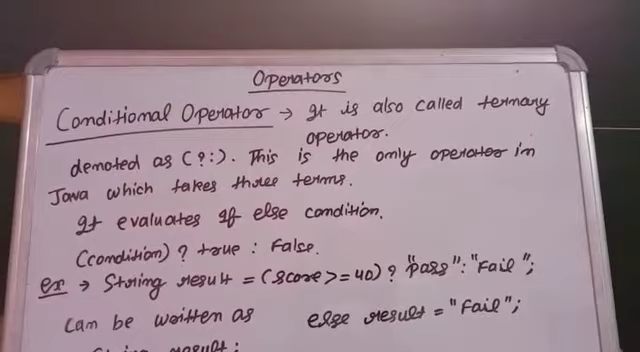 Operators
Conditional Operator → It is also called ternary
operator.
denoted as (?:). This is the only operator in
Java which takes three terms.
It evaluates if else condition.
(condition) ? true : False.
ex → String result = (score >= 40) ? "pass" : "Fail";
Can be written as else result = "Fail";
String result;